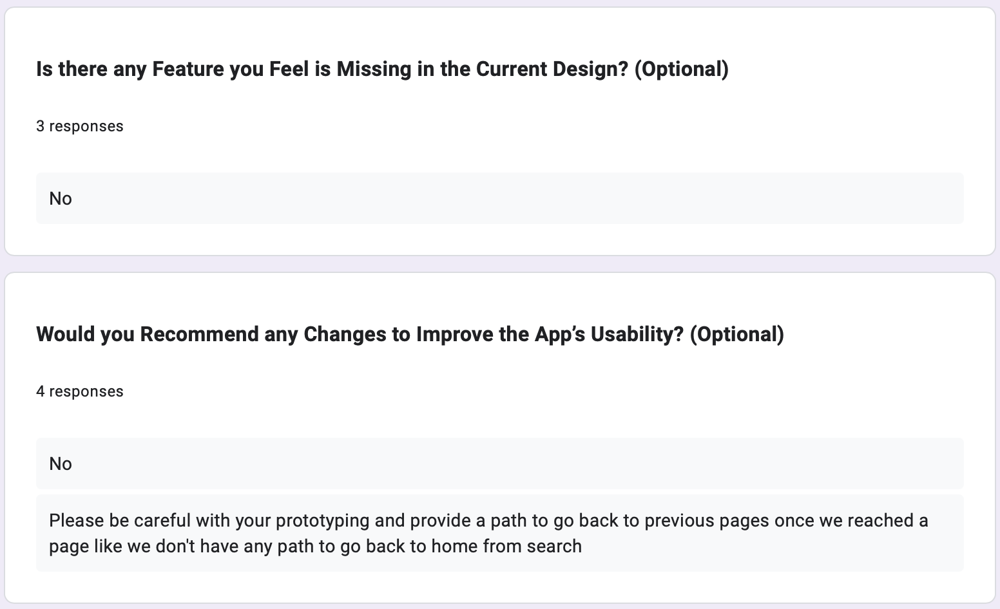 Is there any Feature you Feel is Missing in the Current Design? (Optional)
3 responses
No
Would you Recommend any Changes to Improve the App’s Usability? (Optional)
4 responses
No
Please be careful with your prototyping and provide a path to go back to previous pages once we reached a
page like we don't have any path to go back to home from search